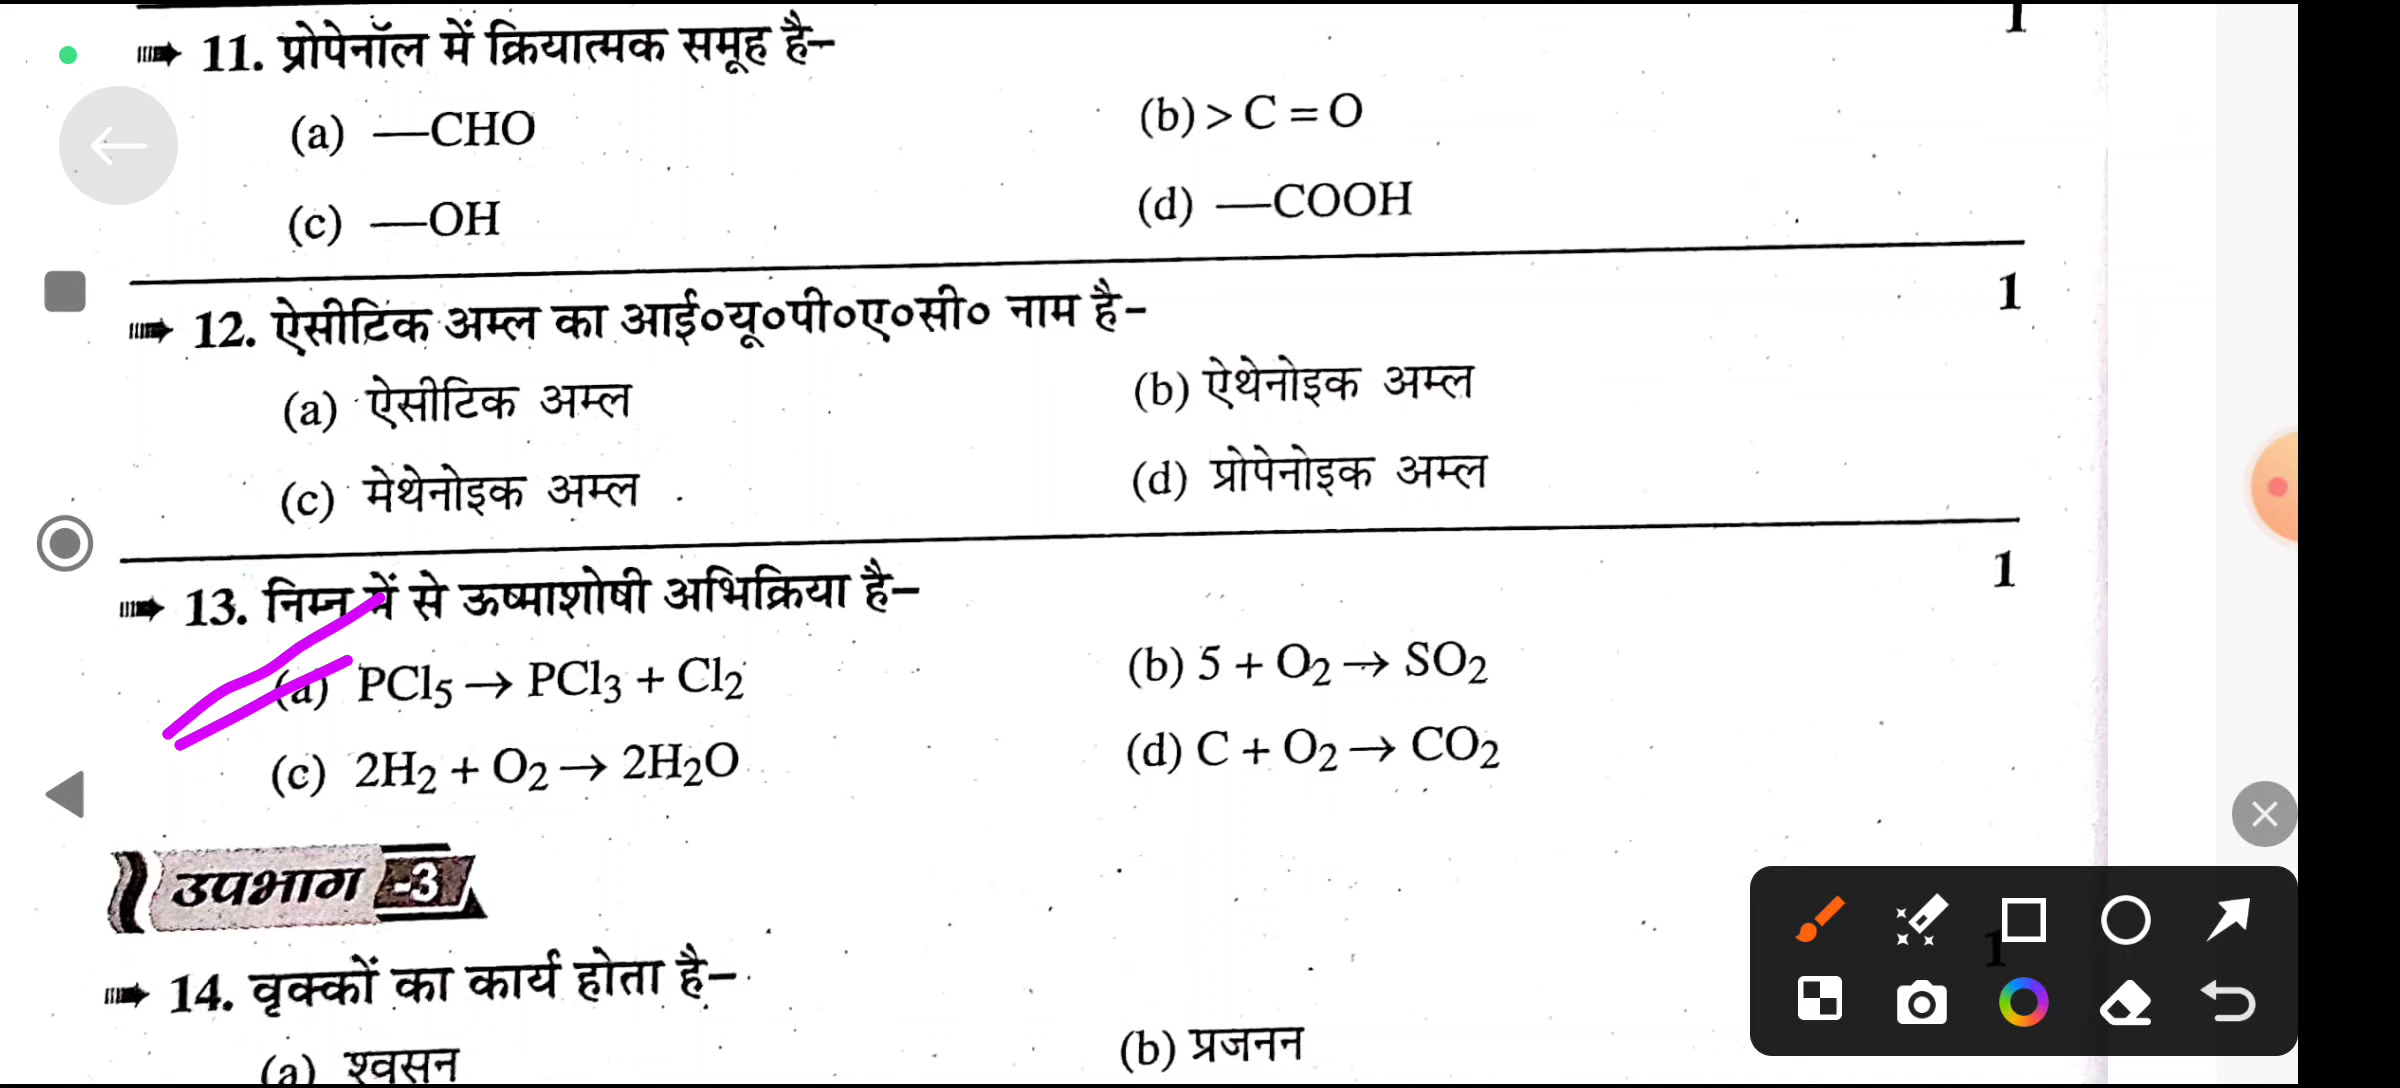 11. प्रोपेनॉल में क्रियात्मक समूह है– 1
(a) —CHO (b) > C = O
(c) —OH (d) —COOH
12. ऐसीटिक अम्ल का आई०यू०पी०ए०सी० नाम है– 1
(a) ऐसीटिक अम्ल (b) ऐथेनोइक अम्ल
(c) मेथेनोइक अम्ल (d) प्रोपेनोइक अम्ल
13. निम्न में से ऊष्माशोषी अभिक्रिया है– 1
(a) PCl5 → PCl3 + Cl2 (b) 5 + O2 → SO2
(c) 2H2 + O2 → 2H2O (d) C + O2 → CO2
उपभाग -3
14. वृक्कों का कार्य होता है– 1
(a) श्वसन (b) प्रजनन